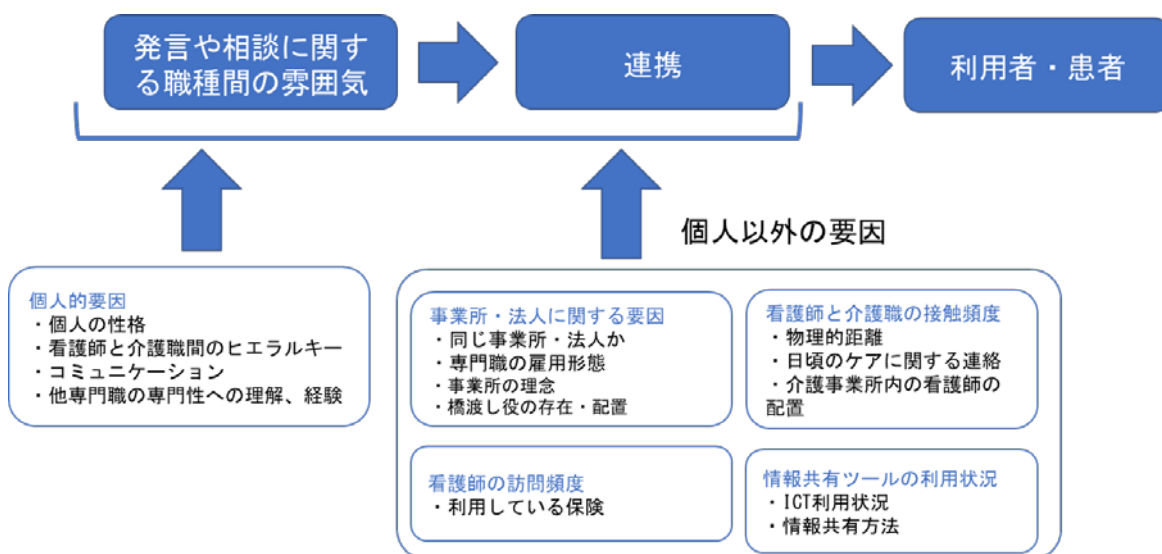 発言や相談に関す
る職種間の雰囲気
連携
利用者・患者
個人以外の要因
個人的要因
・個人の性格
・看護師と介護職間のヒエラルキー
・コミュニケーション
・他専門職の専門性への理解、経験
事業所・法人に関する要因
・同じ事業所・法人か
・専門職の雇用形態
・事業所の理念
・橋渡し役の存在・配置
看護師と介護職の接触頻度
・物理的距離
・日頃のケアに関する連絡
・介護事業所内の看護師の
配置
看護師の訪問頻度
・利用している保険
情報共有ツールの利用状況
・ICT利用状況
・情報共有方法